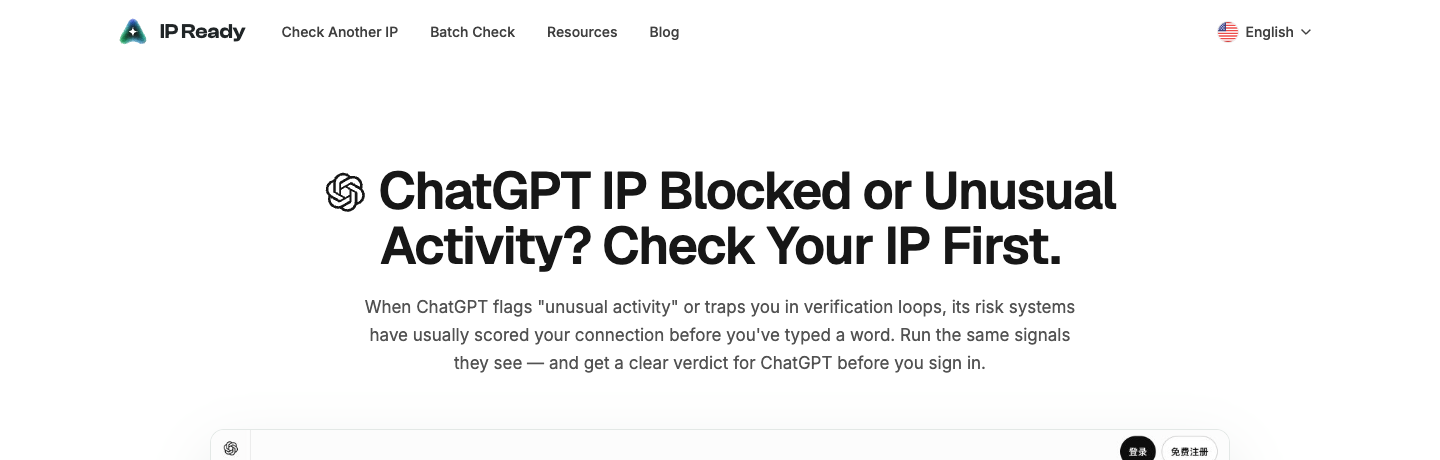 IP Ready Check Another IP Batch Check Resources Blog English
ChatGPT IP Blocked or Unusual
Activity? Check Your IP First.
When ChatGPT flags "unusual activity" or traps you in verification loops, its risk systems
have usually scored your connection before you've typed a word. Run the same signals
they see — and get a clear verdict for ChatGPT before you sign in.
登录 免费注册